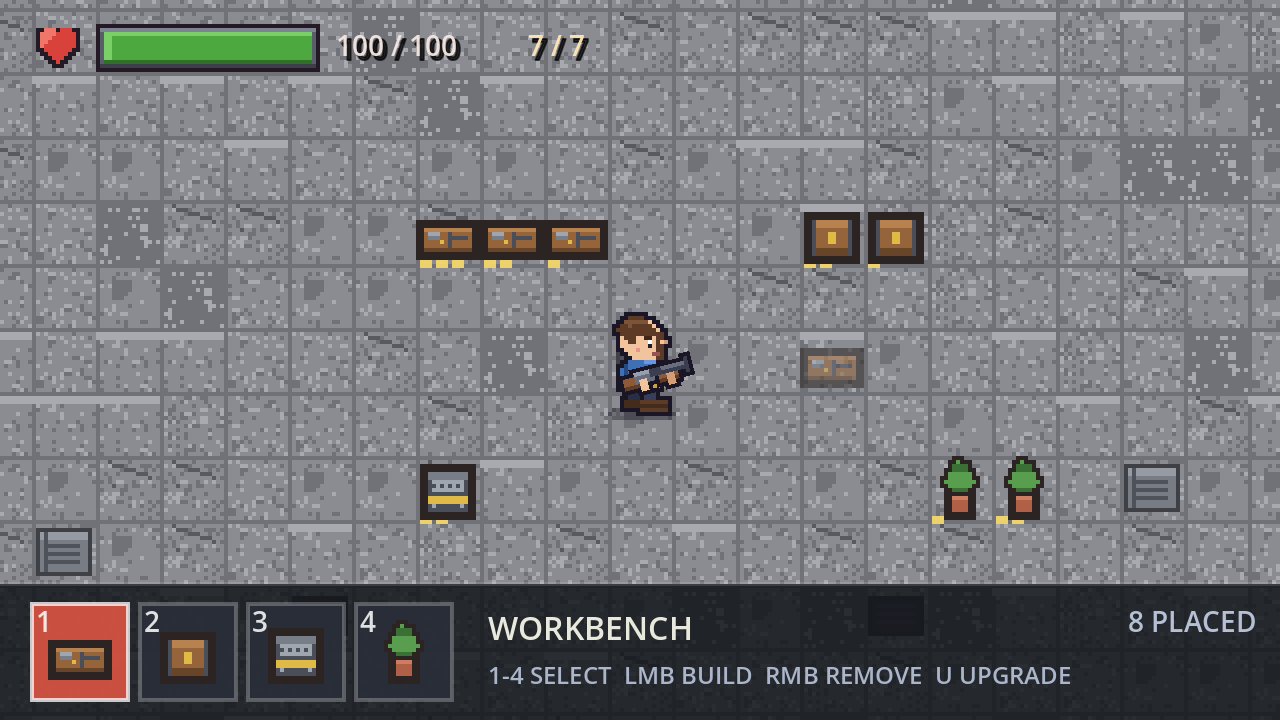 100/100 7/7
1 2 3 4
WORKBENCH
8 PLACED
1-4 SELECT LMB BUILD RMB REMOVE U UPGRADE